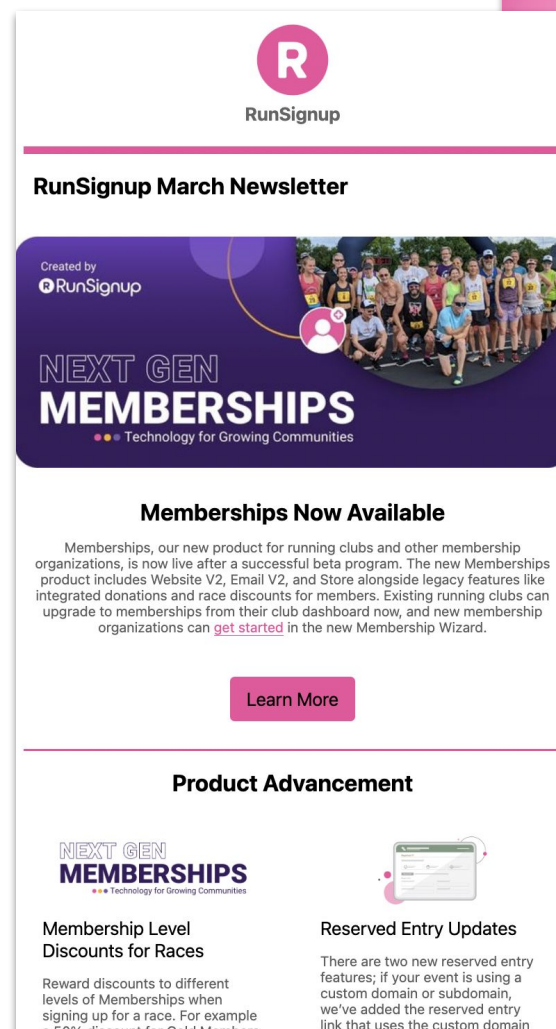 R
RunSignup
RunSignup March Newsletter
Created by
R RunSignup
NEXT GEN
MEMBERSHIPS
Technology for Growing Communities
Memberships Now Available
Memberships, our new product for running clubs and other membership
organizations, is now live after a successful beta program. The new Memberships
product includes Website V2, Email V2, and Store alongside legacy features like
integrated donations and race discounts for members. Existing running clubs can
upgrade to memberships from their club dashboard now, and new membership
organizations can get started in the new Membership Wizard.
Learn More
Product Advancement
NEXT GEN
MEMBERSHIPS
Technology for Growing Communities
Membership Level
Discounts for Races
Reward discounts to different
levels of Memberships when
signing up for a race. For example
Reserved Entry Updates
There are two new reserved entry
features; if your event is using a
custom domain or subdomain,
we've added the reserved entry
link that uses the custom domain